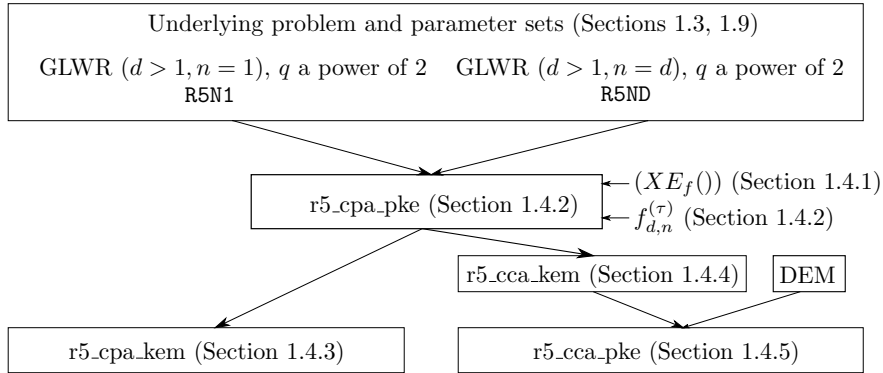 Underlying problem and parameter sets (Sections 1.3, 1.9)
GLWR (d > 1, n = 1), q a power of 2 GLWR (d > 1, n = d), q a power of 2
R5N1 R5ND
(XE_f()) (Section 1.4.1)
r5_cpa_pke (Section 1.4.2)
f_{d,n}^{(τ)} (Section 1.4.2)
r5_cca_kem (Section 1.4.4) DEM
r5_cpa_kem (Section 1.4.3) r5_cca_pke (Section 1.4.5)